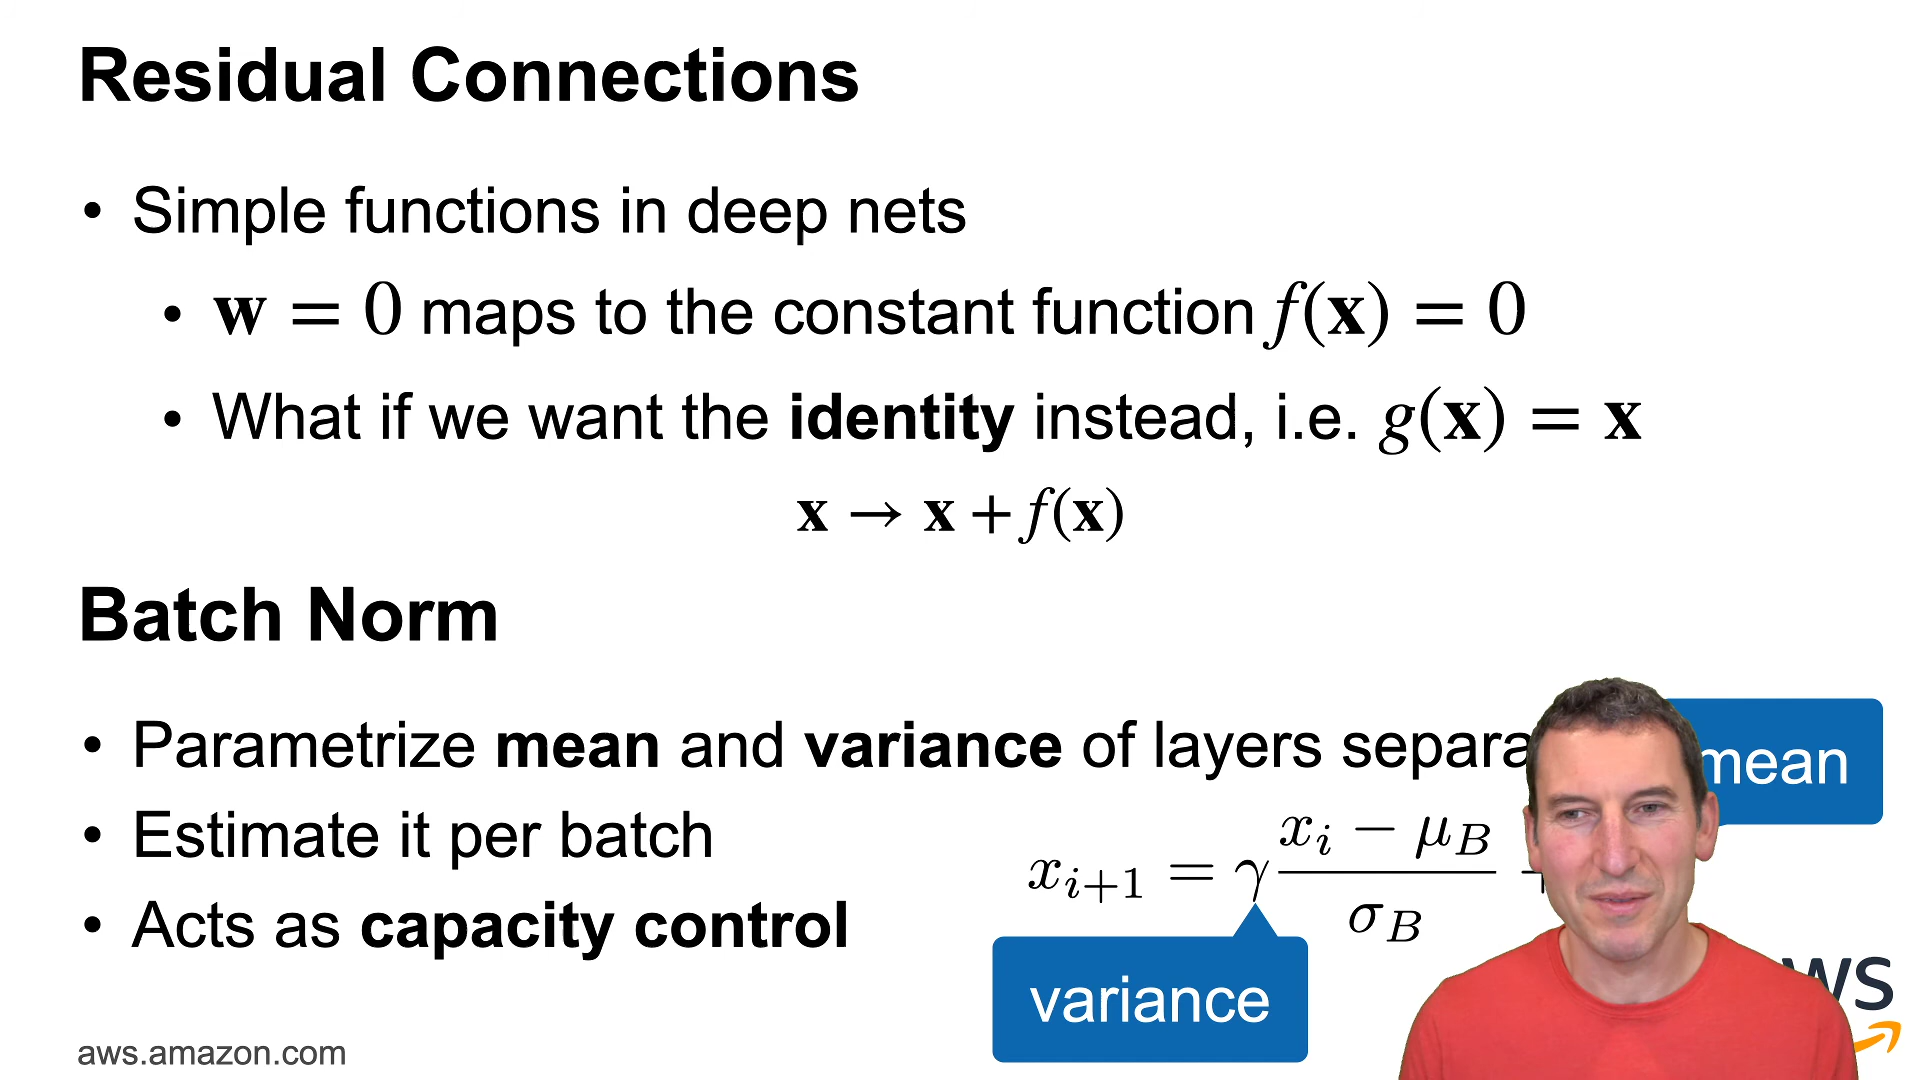 Residual Connections
• Simple functions in deep nets
• w = 0 maps to the constant function f(x) = 0
• What if we want the identity instead, i.e. g(x) = x
x → x + f(x)
Batch Norm
• Parametrize mean and variance of layers separa
mean
• Estimate it per batch
x_{i+1} = γ \frac{x_i − μ_B}{σ_B} +
• Acts as capacity control
variance
aws.amazon.com